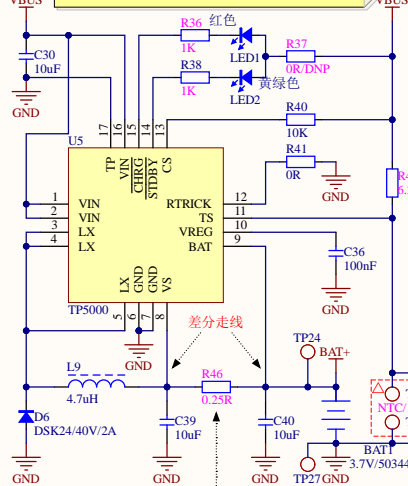 VBUS
VBUS
R36
红色
1K
LED1
R37
0R/DNP
C30
10uF
R38
1K
LED2
黄绿色
GND
R40
10K
17
16
15
14
13
U5
TP
VIN
CHRG
STDBY
CS
R41
0R
GND
1
VIN
RTRICK
12
2
VIN
TS
11
3
LX
VREG
10
4
LX
BAT
9
C36
100nF
GND
LX
GND
GND
VS
TP5000
5
6
7
8
GND
差分走线
TP24
BAT+
L9
4.7uH
R46
0.25R
D6
DSK24/40V/2A
C39
10uF
C40
10uF
NTC/
BAT1
3.7V/50344
GND
GND
GND
TP27
GND